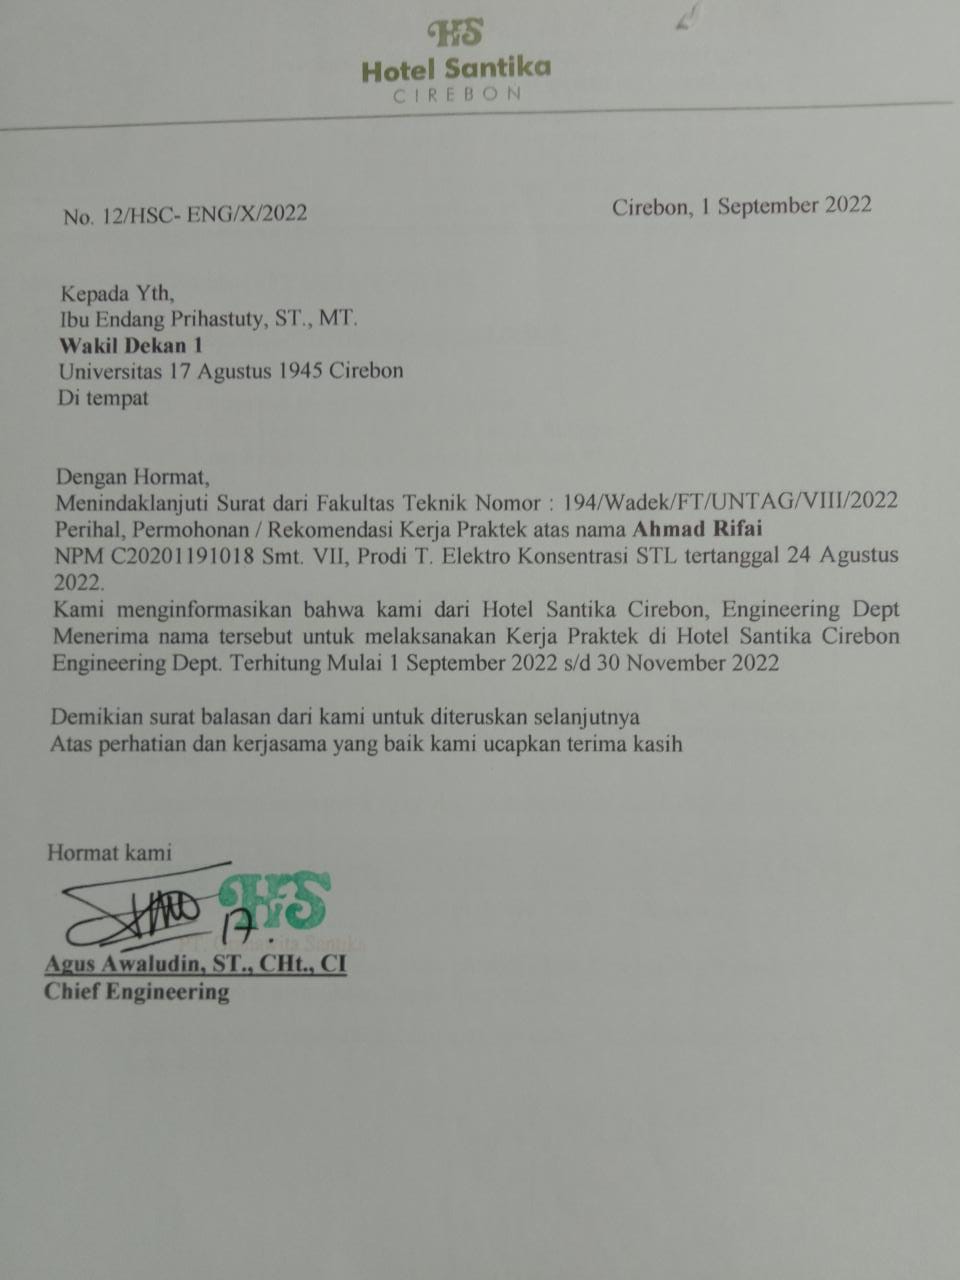 HS
Hotel Santika
CIREBON
No. 12/HSC- ENG/X/2022
Cirebon, 1 September 2022
Kepada Yth,
Ibu Endang Prihastuty, ST., MT.
Wakil Dekan 1
Universitas 17 Agustus 1945 Cirebon
Di tempat
Dengan Hormat,
Menindaklanjuti Surat dari Fakultas Teknik Nomor : 194/Wadek/FT/UNTAG/VIII/2022
Perihal, Permohonan / Rekomendasi Kerja Praktek atas nama Ahmad Rifai
NPM C20201191018 Smt. VII, Prodi T. Elektro Konsentrasi STL tertanggal 24 Agustus
2022.
Kami menginformasikan bahwa kami dari Hotel Santika Cirebon, Engineering Dept
Menerima nama tersebut untuk melaksanakan Kerja Praktek di Hotel Santika Cirebon
Engineering Dept. Terhitung Mulai 1 September 2022 s/d 30 November 2022
Demikian surat balasan dari kami untuk diteruskan selanjutnya
Atas perhatian dan kerjasama yang baik kami ucapkan terima kasih
Hormat kami
HS
Agus Awaludin, ST., CHt., CI
Chief Engineering